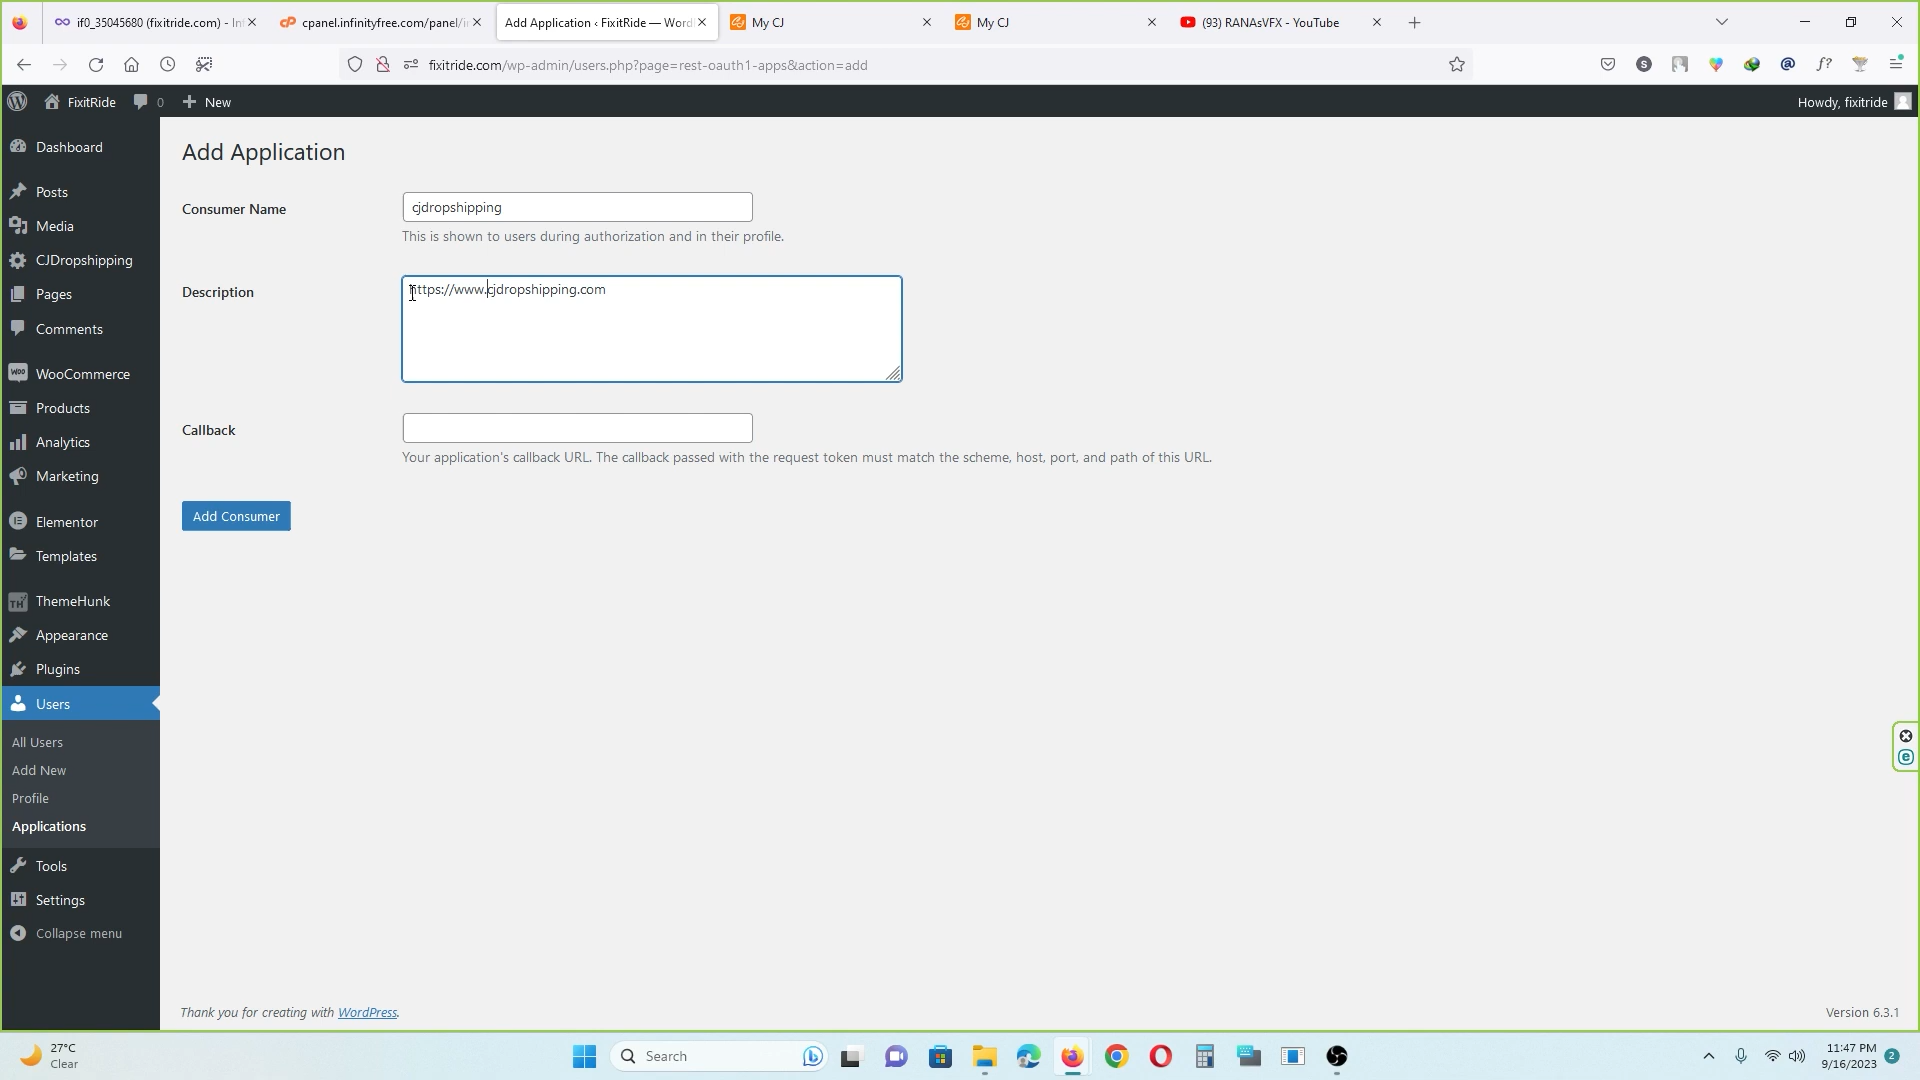 if0_35045680 (fixitride.com) - Inf
cpanel.infinityfree.com/panel/i
Add Application ‹ FixitRide — Word
My CJ
My CJ
(93) RANAsVFX - YouTube
fixitride.com/wp-admin/users.php?page=rest-oauth1-apps&action=add
FixitRide
0
New
Howdy, fixitride
Dashboard
Posts
Media
CJDropshipping
Pages
Comments
WooCommerce
Products
Analytics
Marketing
Elementor
Templates
ThemeHunk
Appearance
Plugins
Users
All Users
Add New
Profile
Applications
Tools
Settings
Collapse menu
Add Application
Consumer Name
cjdropshipping
This is shown to users during authorization and in their profile.
Description
https://www.cjdropshipping.com
Callback
Your application's callback URL. The callback passed with the request token must match the scheme, host, port, and path of this URL.
Add Consumer
Thank you for creating with WordPress.
Version 6.3.1
27°C
Clear
Search
11:47 PM
9/16/2023
2